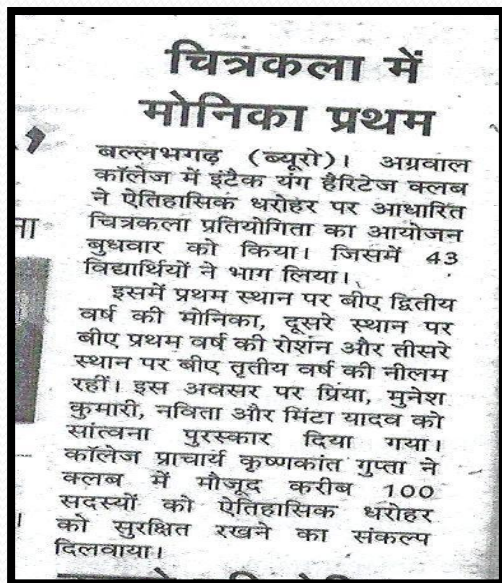 चित्रकला में
मोनिका प्रथम
बल्लभगढ़ (ब्यूरो)। अग्रवाल
कॉलेज में इंटैक यंग हैरिटेज क्लब
ने ऐतिहासिक धरोहर पर आधारित
चित्रकला प्रतियोगिता का आयोजन
बुधवार को किया। जिसमें 43
विद्यार्थियों ने भाग लिया।
इसमें प्रथम स्थान पर बीए द्वितीय
वर्ष की मोनिका, दूसरे स्थान पर
बीए प्रथम वर्ष की रोशन और तीसरे
स्थान पर बीए तृतीय वर्ष की नीलम
रहीं। इस अवसर पर प्रिया, मुनेश
कुमारी, नविता और मिंटा यादव को
सांत्वना पुरस्कार दिया गया।
कॉलेज प्राचार्य कृष्णकांत गुप्ता ने
क्लब में मौजूद करीब 100
सदस्यों को ऐतिहासिक धरोहर
को सुरक्षित रखने का संकल्प
दिलवाया।